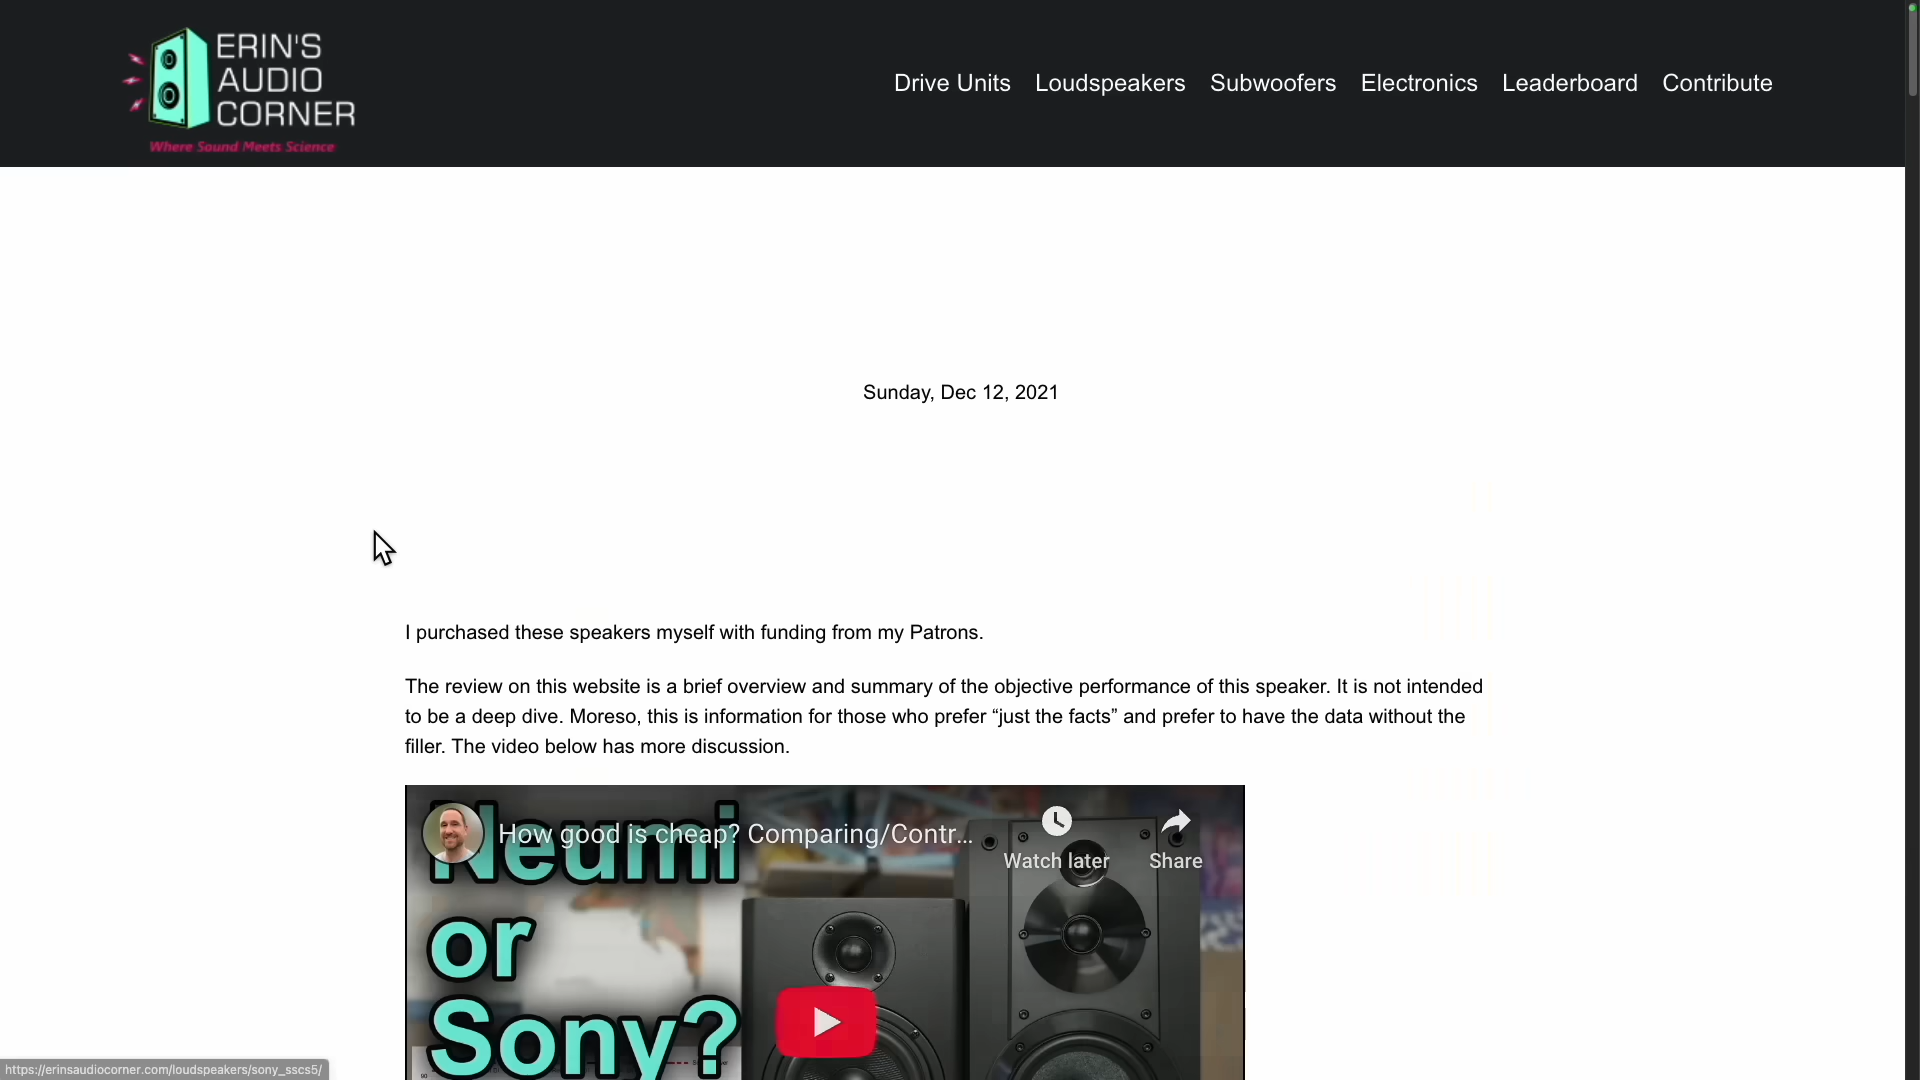 ERIN'S
AUDIO
CORNER
Where Sound Meets Science
Drive Units Loudspeakers Subwoofers Electronics Leaderboard Contribute
Sunday, Dec 12, 2021
I purchased these speakers myself with funding from my Patrons.
The review on this website is a brief overview and summary of the objective performance of this speaker. It is not intended
to be a deep dive. Moreso, this is information for those who prefer “just the facts” and prefer to have the data without the
filler. The video below has more discussion.
How good is cheap? Comparing/Contr...
Watch later
Share
Neumi
or
Sony?
90
https://erinsaudiocorner.com/loudspeakers/sony_sscs5/